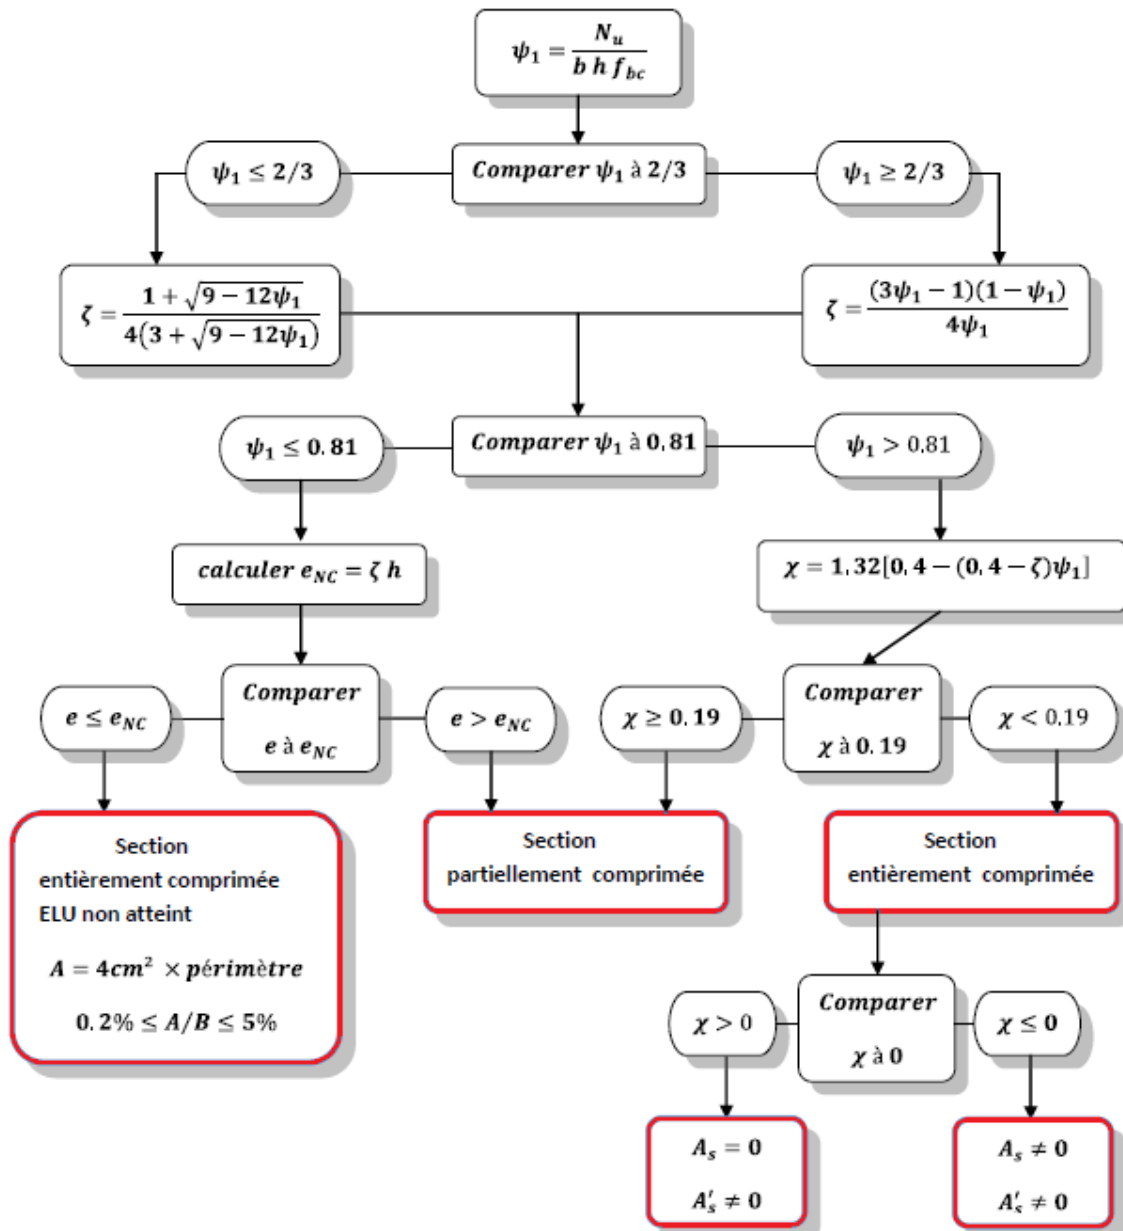 ψ₁ = N_u / (b h f_bc)
ψ₁ ≤ 2/3
Comparer ψ₁ à 2/3
ψ₁ ≥ 2/3
ζ = (1 + √(9 − 12ψ₁)) / (4(3 + √(9 − 12ψ₁)))
ζ = (3ψ₁ − 1)(1 − ψ₁) / (4ψ₁)
ψ₁ ≤ 0.81
Comparer ψ₁ à 0,81
ψ₁ > 0.81
calculer e_NC = ζ h
χ = 1,32[0,4 − (0,4 − ζ)ψ₁]
e ≤ e_NC
Comparer
e à e_NC
e > e_NC
χ ≥ 0.19
Comparer
χ à 0.19
χ < 0.19
Section
entièrement comprimée
ELU non atteint
A = 4cm² × périmètre
0.2% ≤ A/B ≤ 5%
Section
partiellement comprimée
Section
entièrement comprimée
χ > 0
Comparer
χ à 0
χ ≤ 0
A_s = 0
A′_s ≠ 0
A_s ≠ 0
A′_s ≠ 0